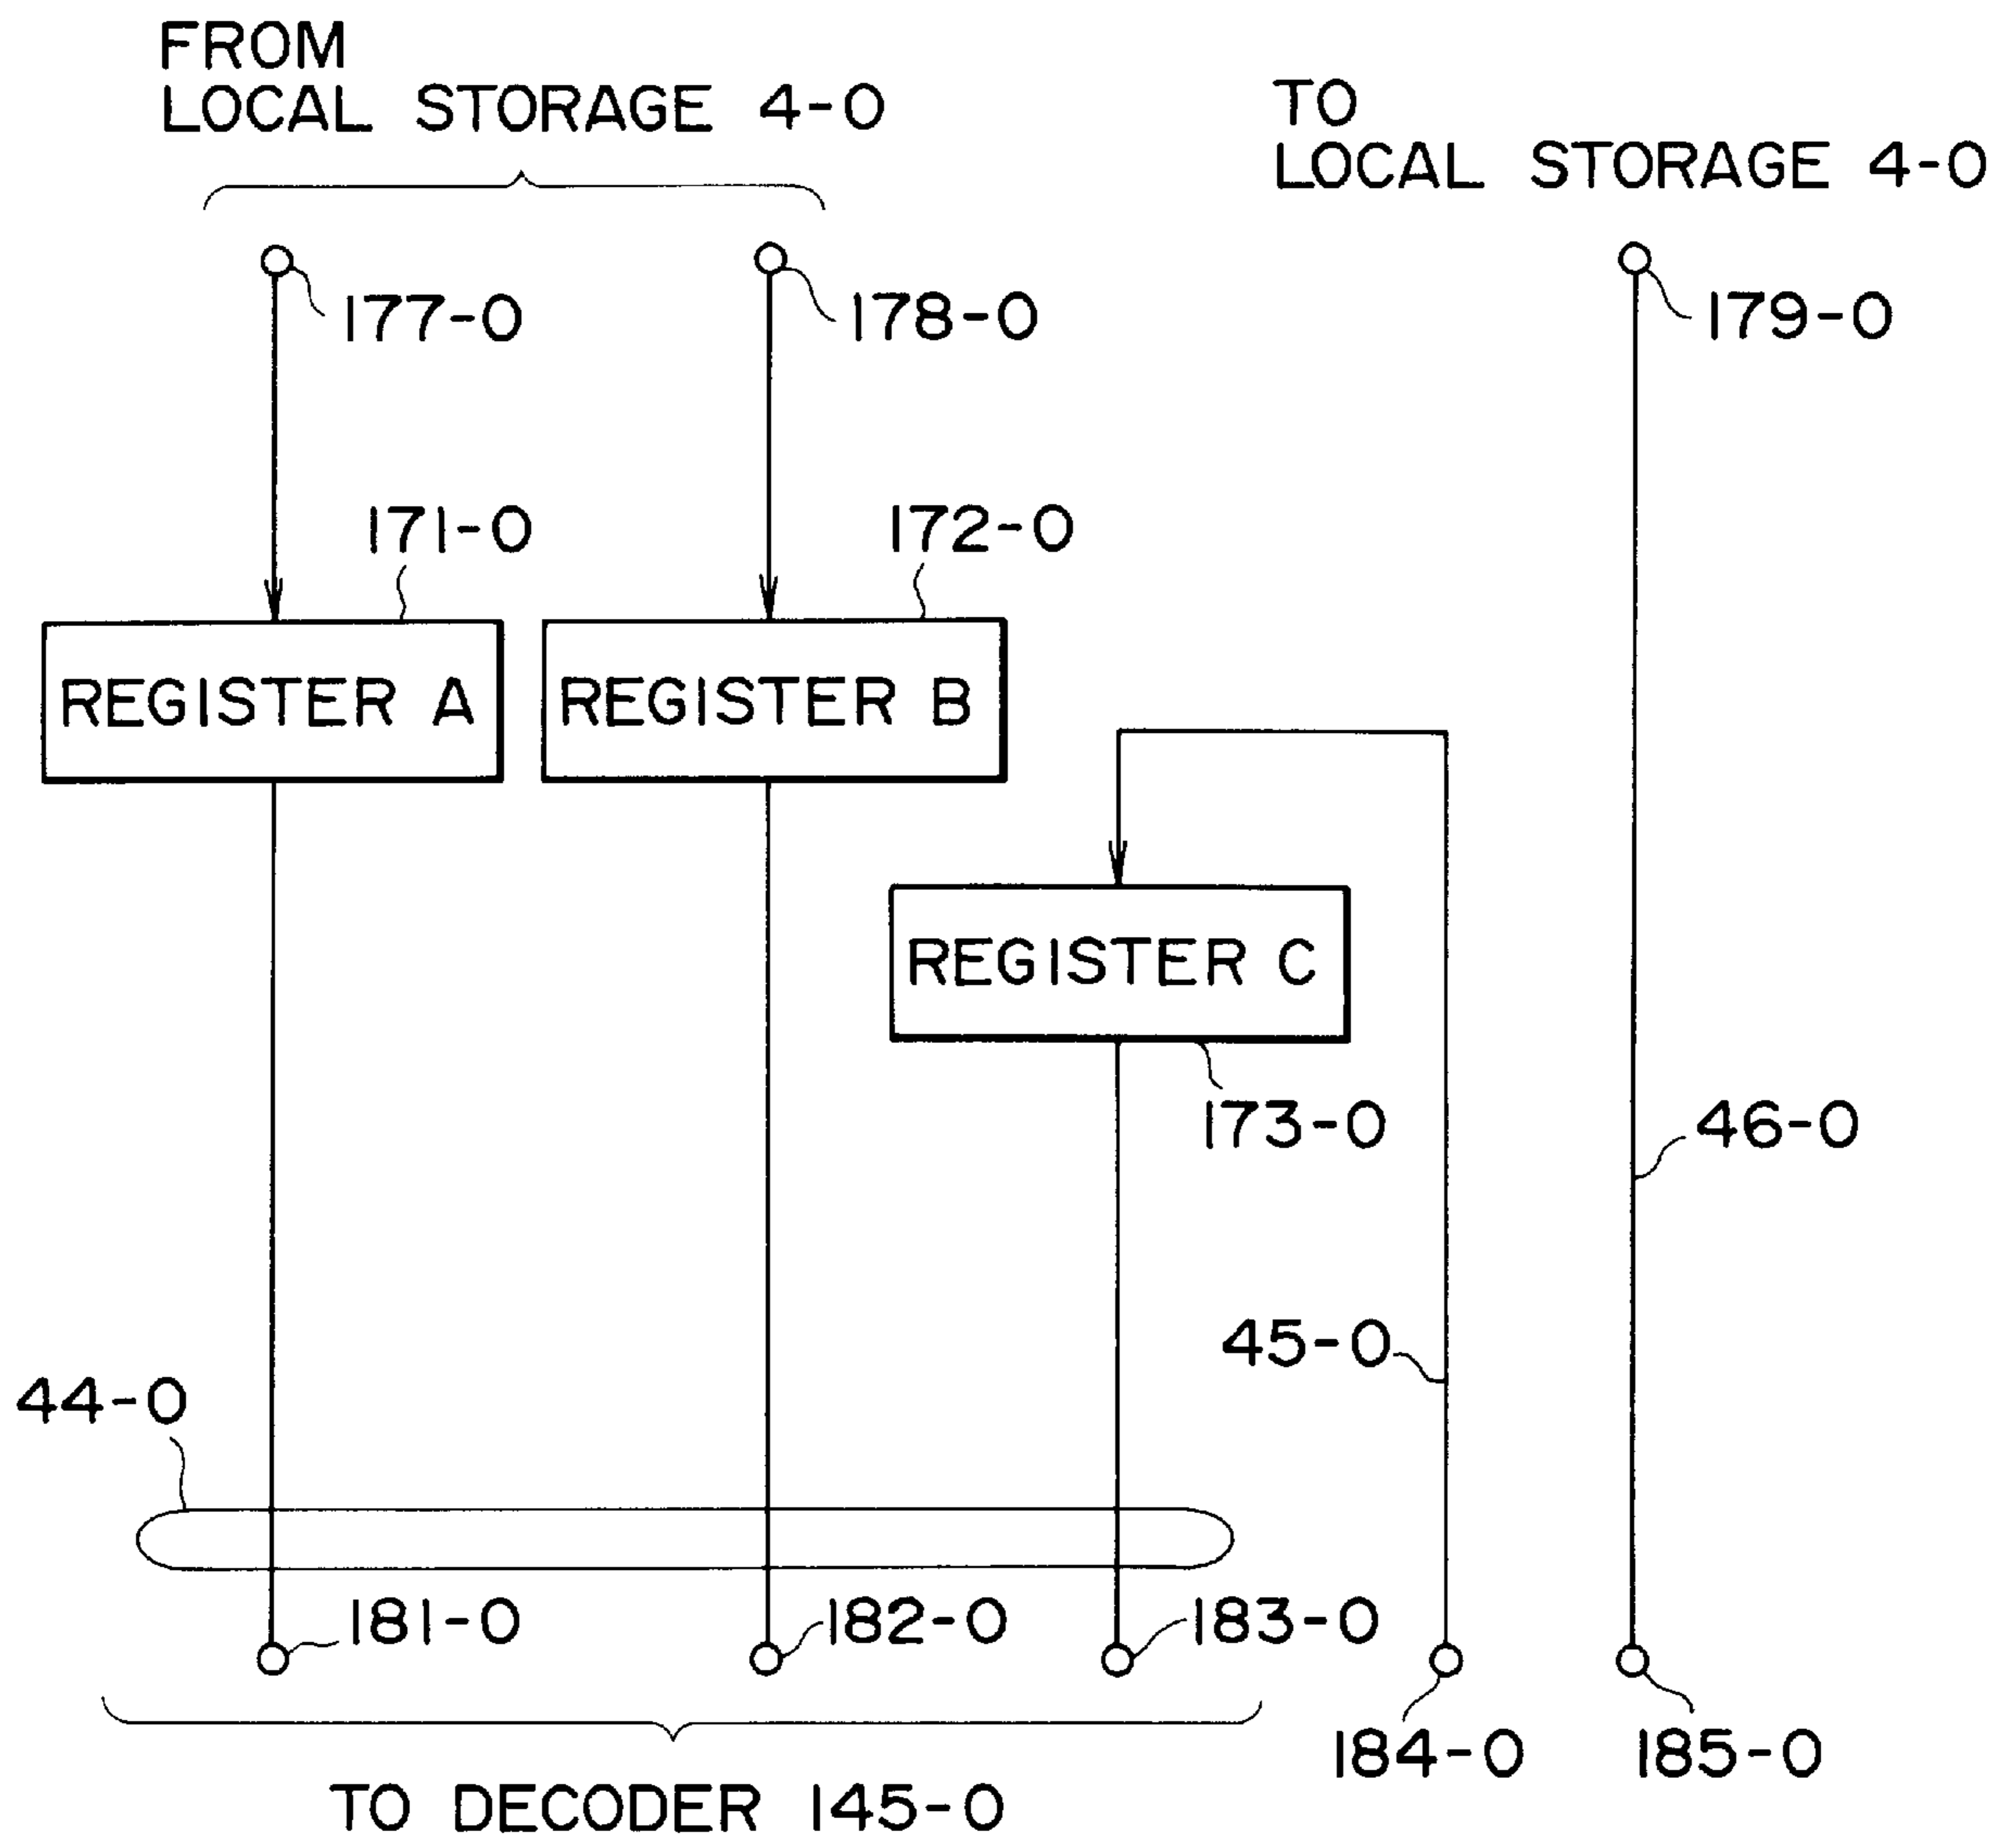 FROM
LOCAL STORAGE 4-0
TO
LOCAL STORAGE 4-0
177-0
178-0
179-0
171-0
172-0
REGISTER A
REGISTER B
REGISTER C
173-0
46-0
45-0
44-0
181-0
182-0
183-0
184-0
185-0
TO DECODER 145-0